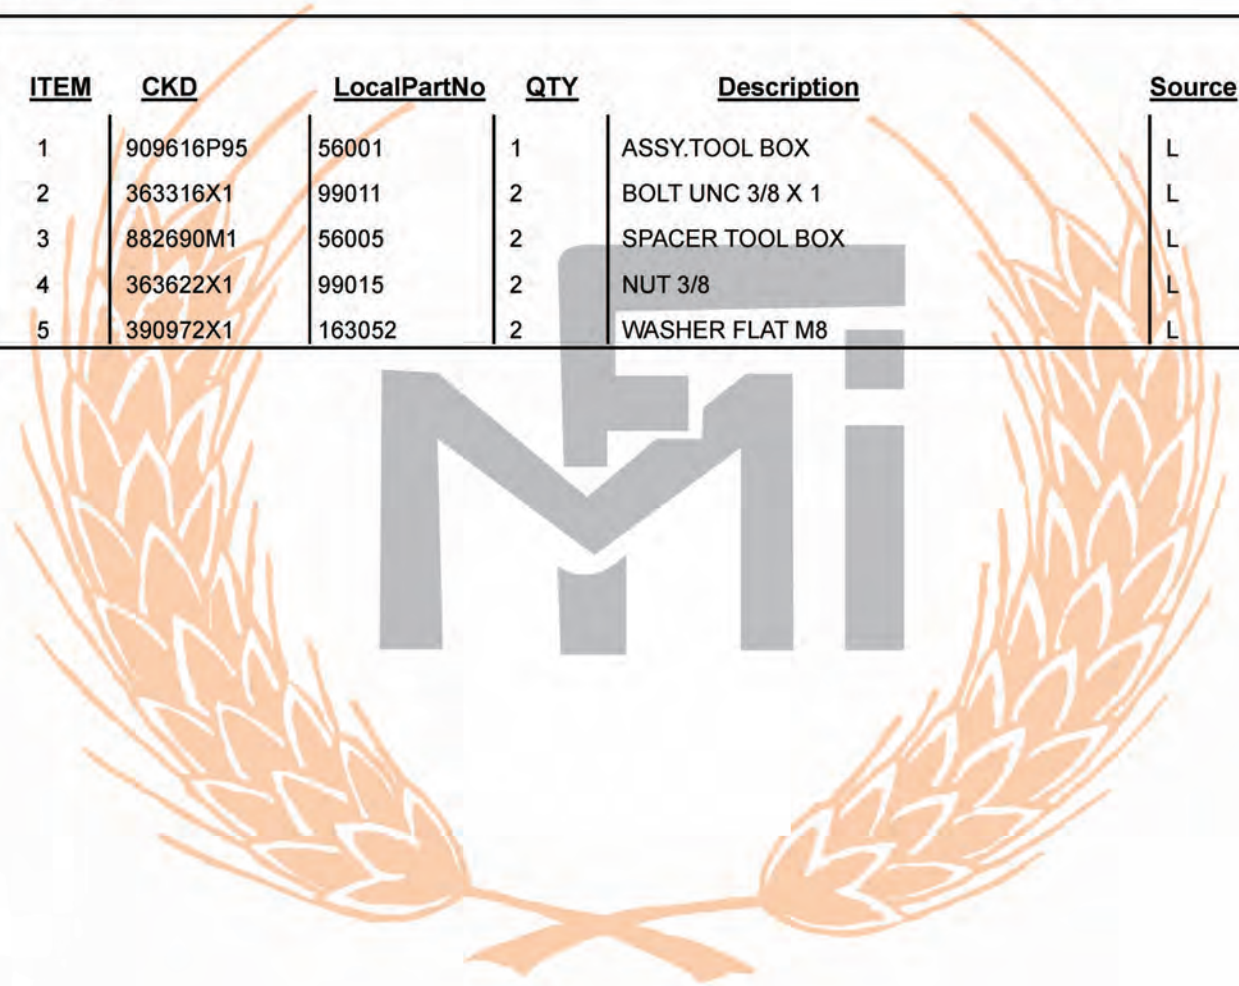 ITEM CKD LocalPartNo QTY Description Source
1 909616P95 56001 1 ASSY.TOOL BOX L
2 363316X1 99011 2 BOLT UNC 3/8 X 1 L
3 882690M1 56005 2 SPACER TOOL BOX L
4 363622X1 99015 2 NUT 3/8 L
5 390972X1 163052 2 WASHER FLAT M8 L